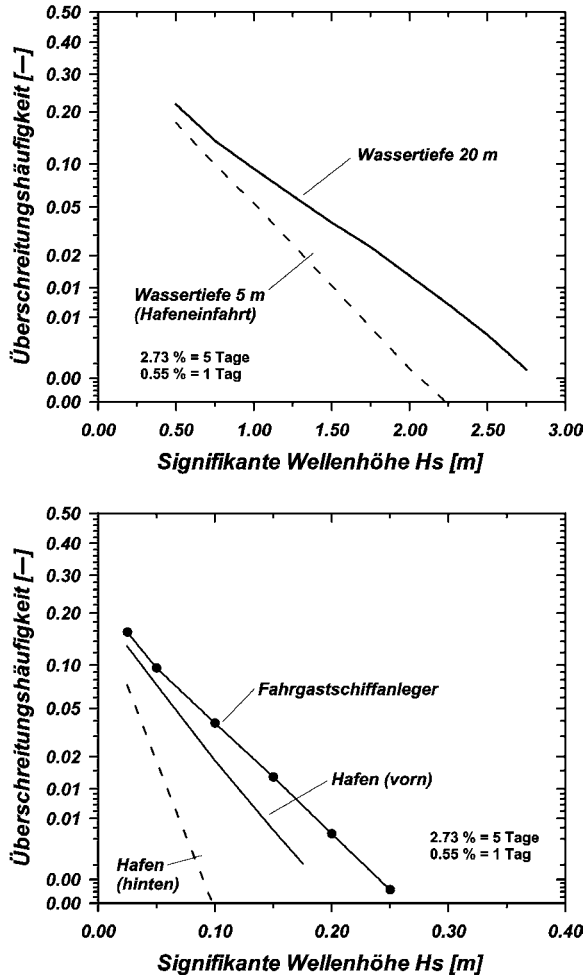 0.50
0.40
0.30
0.20
0.10
0.05
0.02
0.01
0.01
0.00
0.00
Überschreitungshäufigkeit [—]
Wassertiefe 20 m
Wassertiefe 5 m
(Hafeneinfahrt)
2.73 % = 5 Tage
0.55 % = 1 Tag
0.00 0.50 1.00 1.50 2.00 2.50 3.00
Signifikante Wellenhöhe Hs [m]
0.50
0.40
0.30
0.20
0.10
0.05
0.02
0.01
0.01
0.00
0.00
Überschreitungshäufigkeit [—]
Fahrgastschiffanleger
Hafen (vorn)
2.73 % = 5 Tage
0.55 % = 1 Tag
Hafen
(hinten)
0.00 0.10 0.20 0.30 0.40
Signifikante Wellenhöhe Hs [m]